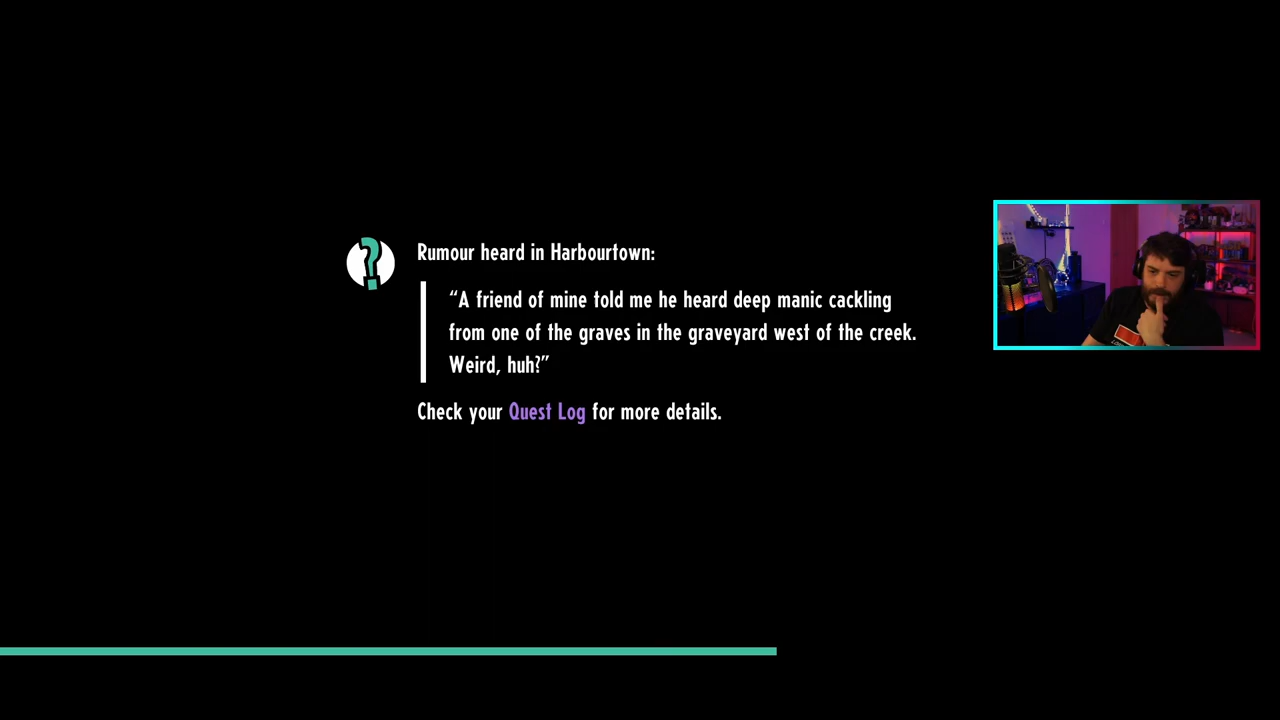 Rumour heard in Harbourtown:
“A friend of mine told me he heard deep manic cackling
from one of the graves in the graveyard west of the creek.
Weird, huh?”
Check your Quest Log for more details.